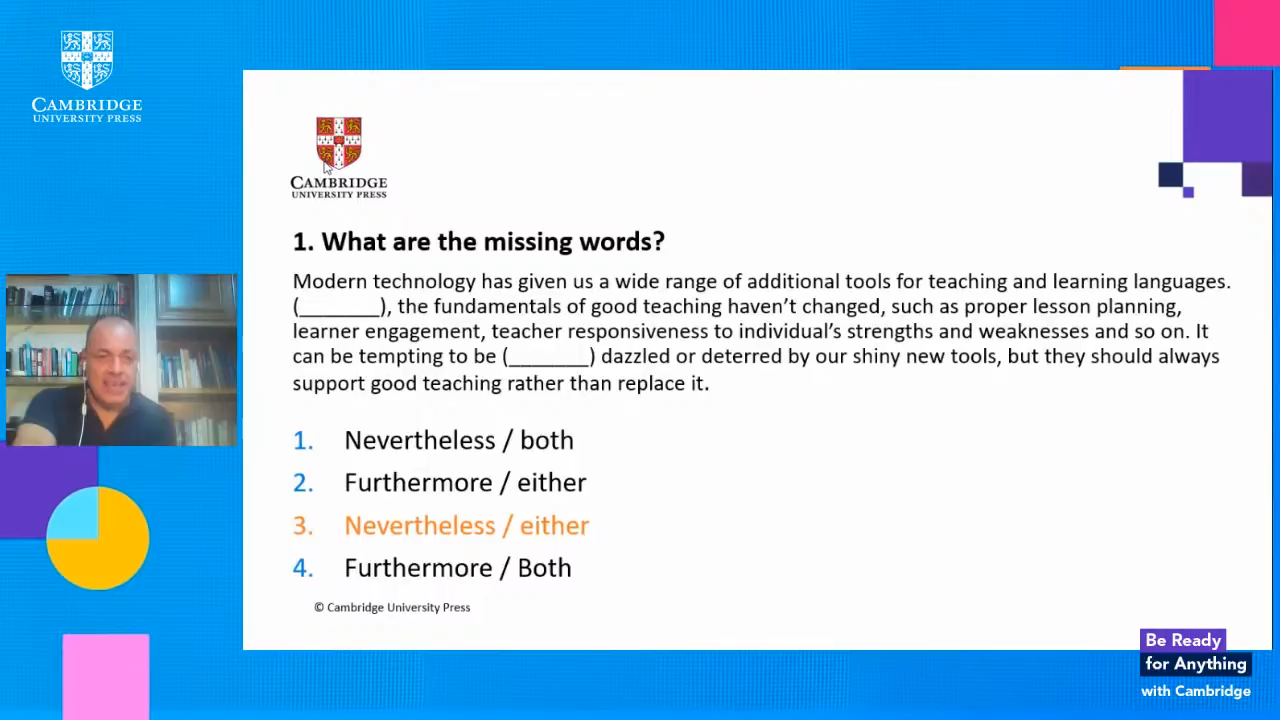 CAMBRIDGE
UNIVERSITY PRESS
CAMBRIDGE
UNIVERSITY PRESS
1. What are the missing words?
Modern technology has given us a wide range of additional tools for teaching and learning languages.
(________), the fundamentals of good teaching haven't changed, such as proper lesson planning,
learner engagement, teacher responsiveness to individual's strengths and weaknesses and so on. It
can be tempting to be (________) dazzled or deterred by our shiny new tools, but they should always
support good teaching rather than replace it.
1. Nevertheless / both
2. Furthermore / either
3. Nevertheless / either
4. Furthermore / Both
© Cambridge University Press
Be Ready
for Anything
with Cambridge